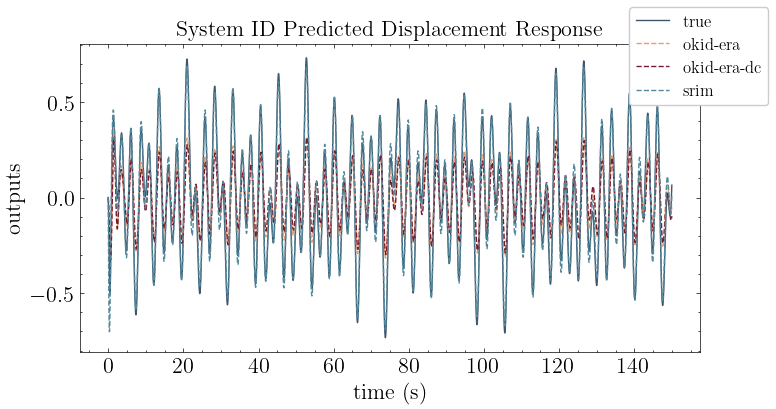 System ID Predicted Displacement Response
true
okid-era
okid-era-dc
srim
outputs
0.5
0.0
−0.5
0 20 40 60 80 100 120 140
time (s)